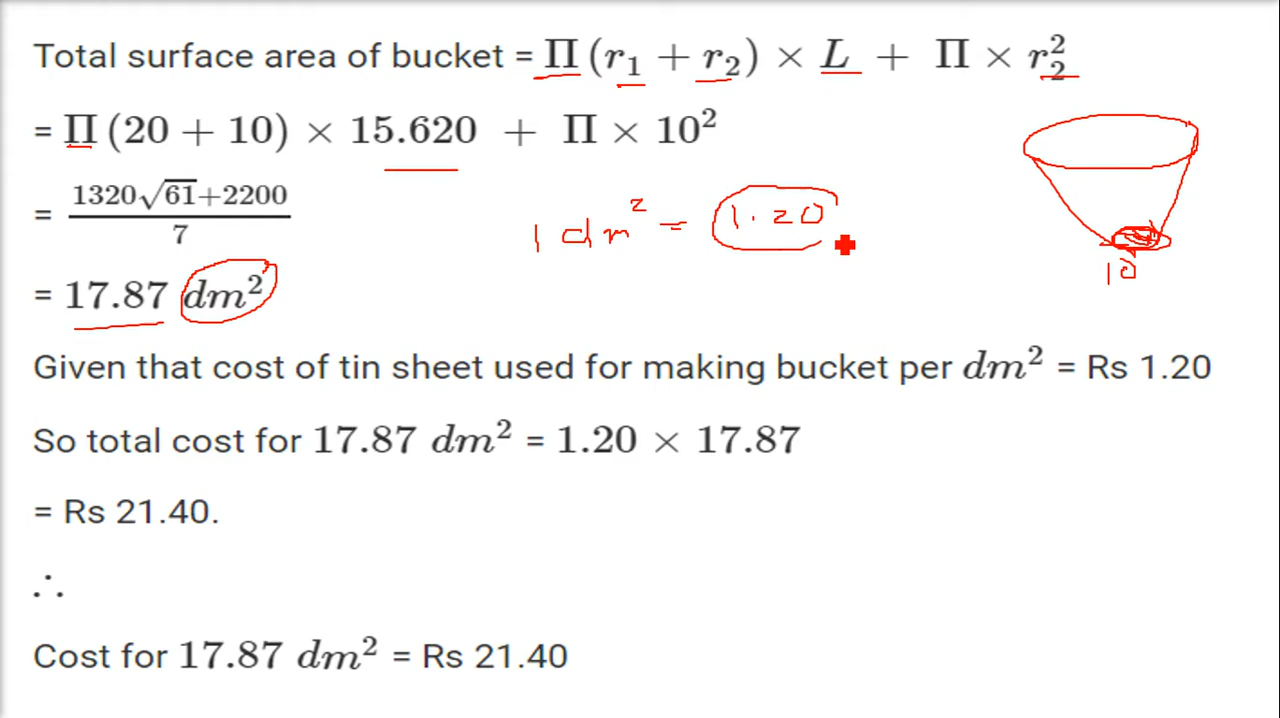 Total surface area of bucket = Π (r₁ + r₂) × L + Π × r₂²
= Π (20 + 10) × 15.620 + Π × 10²
= (1320√61+2200)/7
1 dm² = 1.20
10
= 17.87 dm²
Given that cost of tin sheet used for making bucket per dm² = Rs 1.20
So total cost for 17.87 dm² = 1.20 × 17.87
= Rs 21.40.
∴
Cost for 17.87 dm² = Rs 21.40